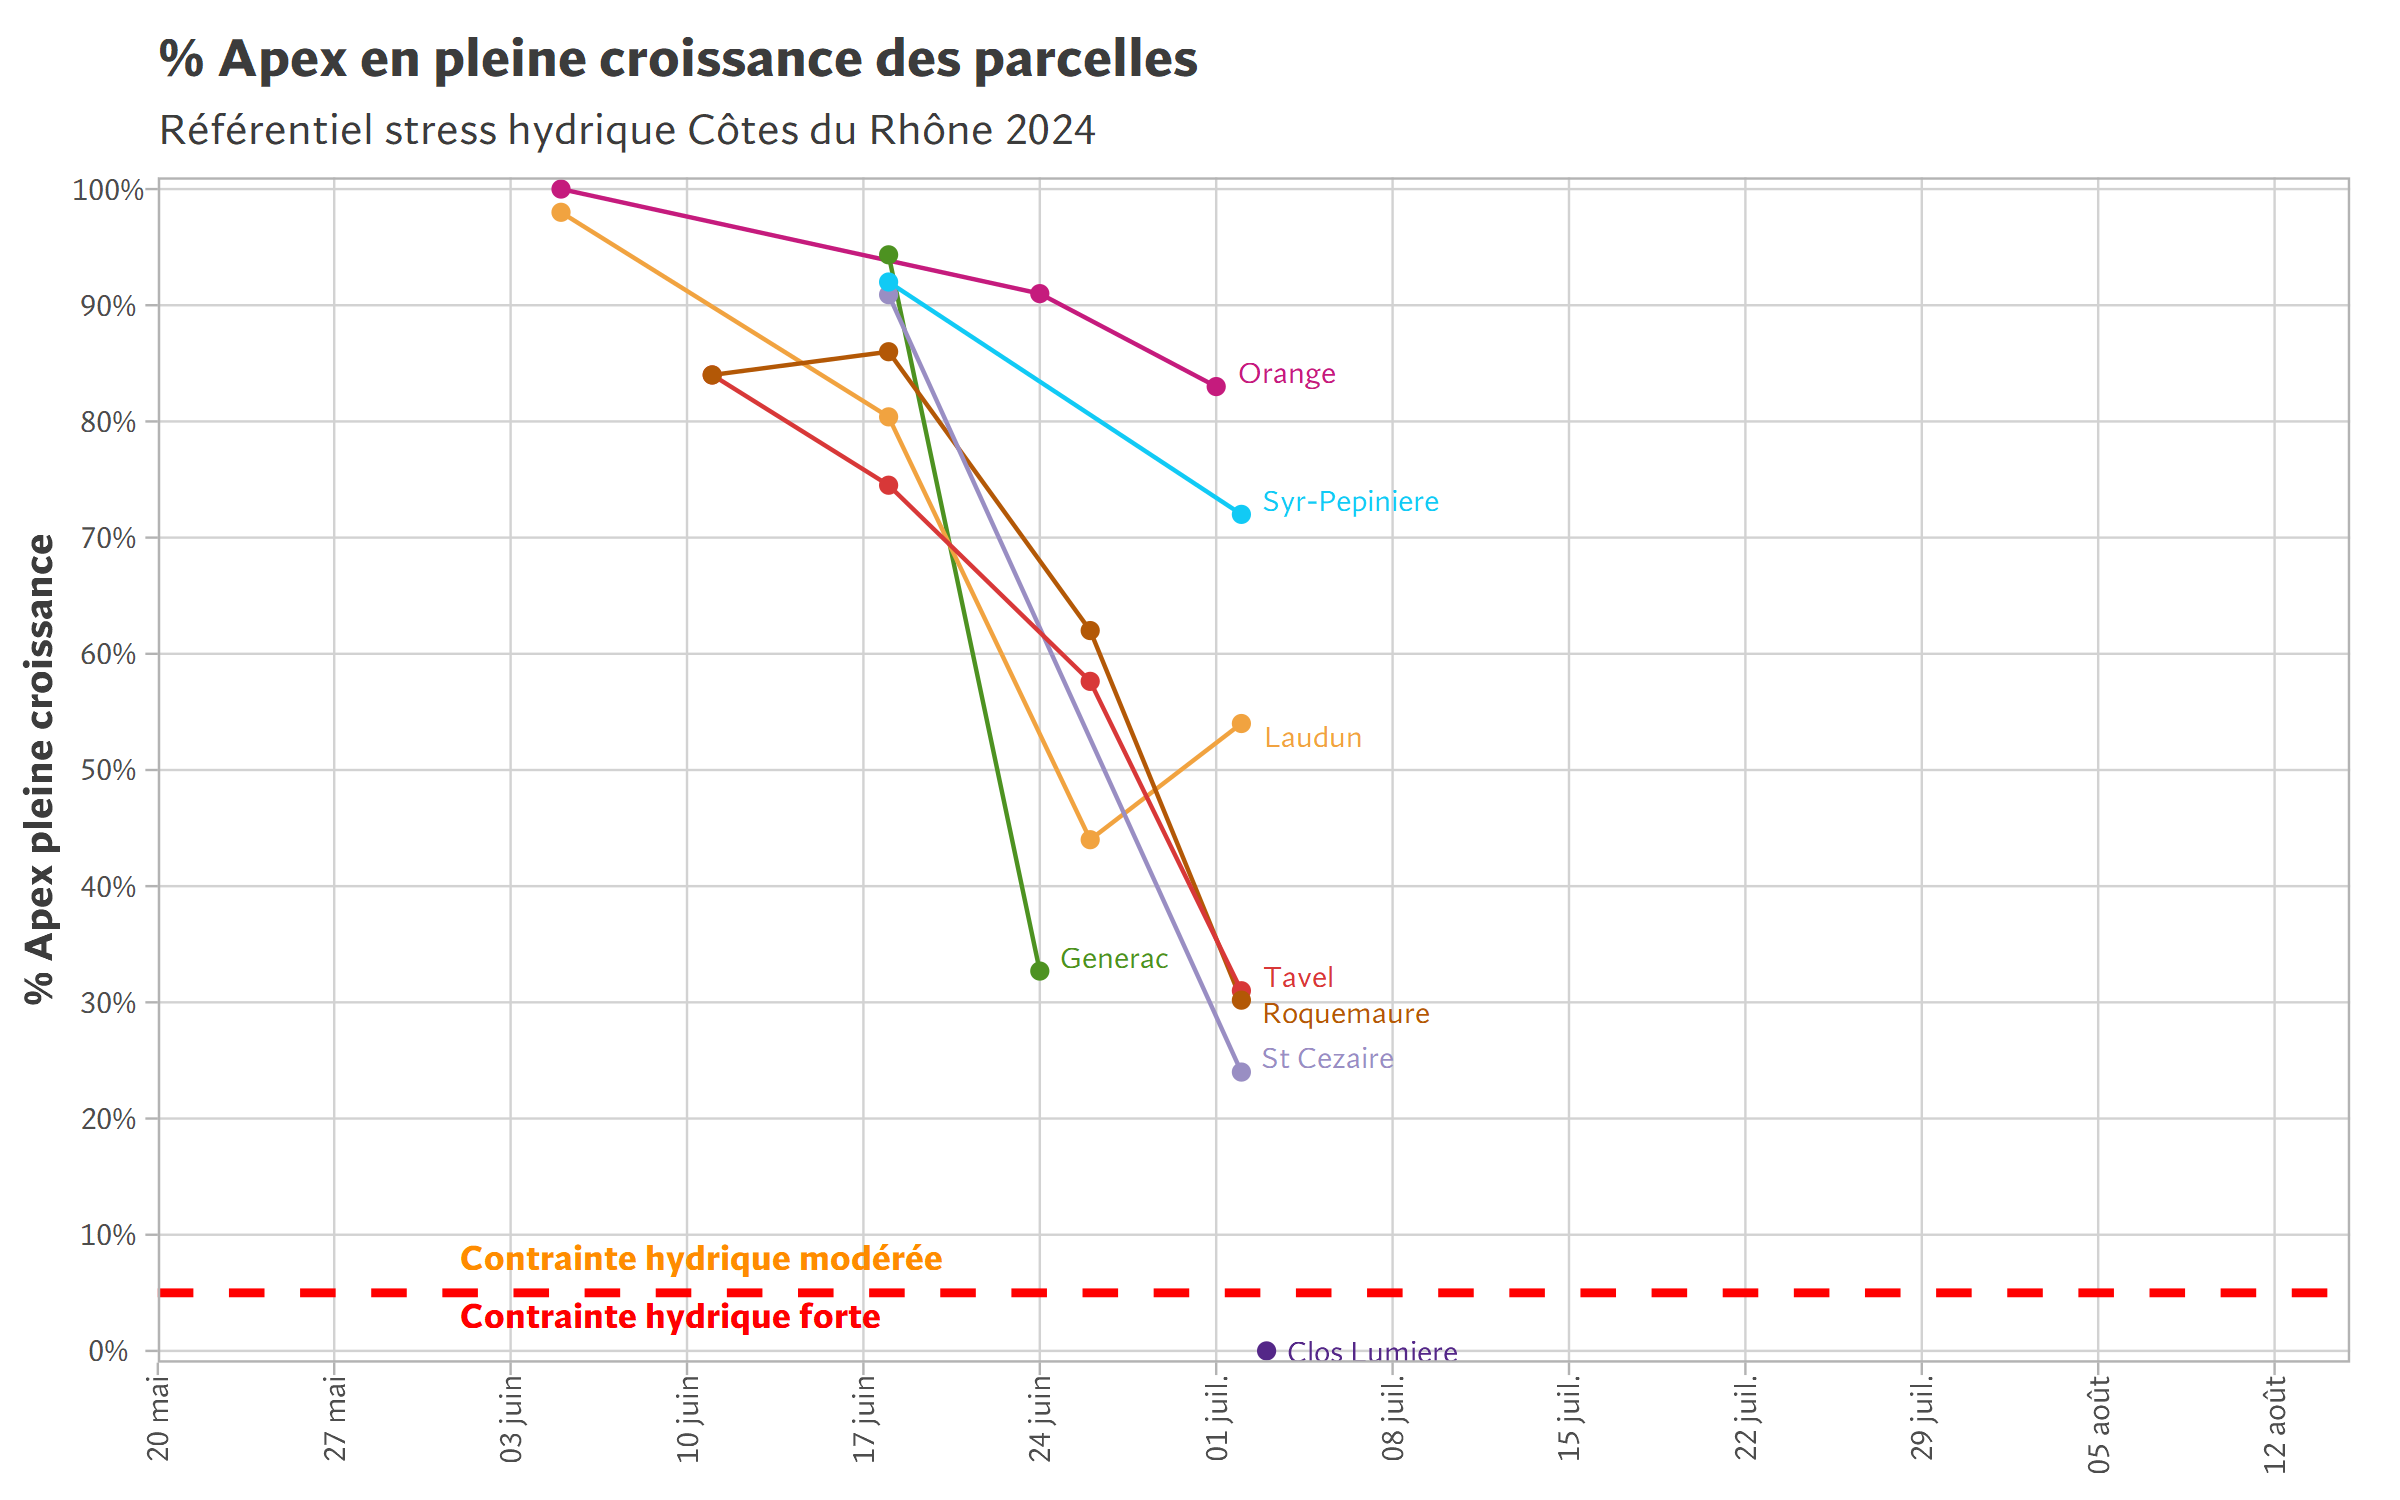 % Apex en pleine croissance des parcelles
Référentiel stress hydrique Côtes du Rhône 2024
% Apex pleine croissance
100%
90%
80%
70%
60%
50%
40%
30%
20%
10%
0%
Orange
Syr-Pepiniere
Laudun
Generac
Tavel
Roquemaure
St Cezaire
Contrainte hydrique modérée
Contrainte hydrique forte
Clos Lumiere
20 mai
27 mai
03 juin
10 juin
17 juin
24 juin
01 juil.
08 juil.
15 juil.
22 juil.
29 juil.
05 août
12 août